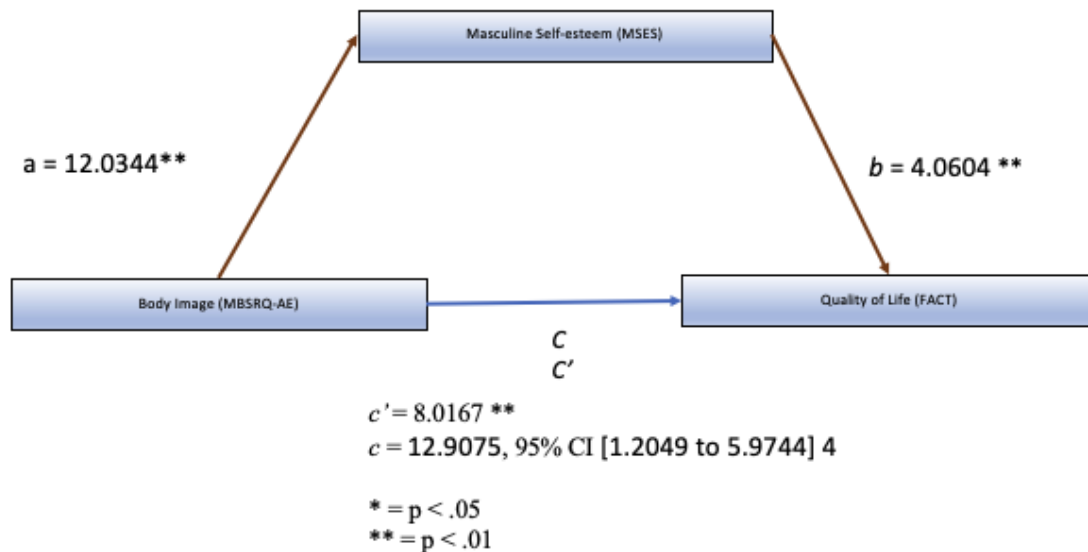 Masculine Self-esteem (MSES)
a = 12.0344**
b = 4.0604 **
Body Image (MBSRQ-AE)
Quality of Life (FACT)
C
C’
c’ = 8.0167 **
c = 12.9075, 95% CI [1.2049 to 5.9744] 4
* = p < .05
** = p < .01